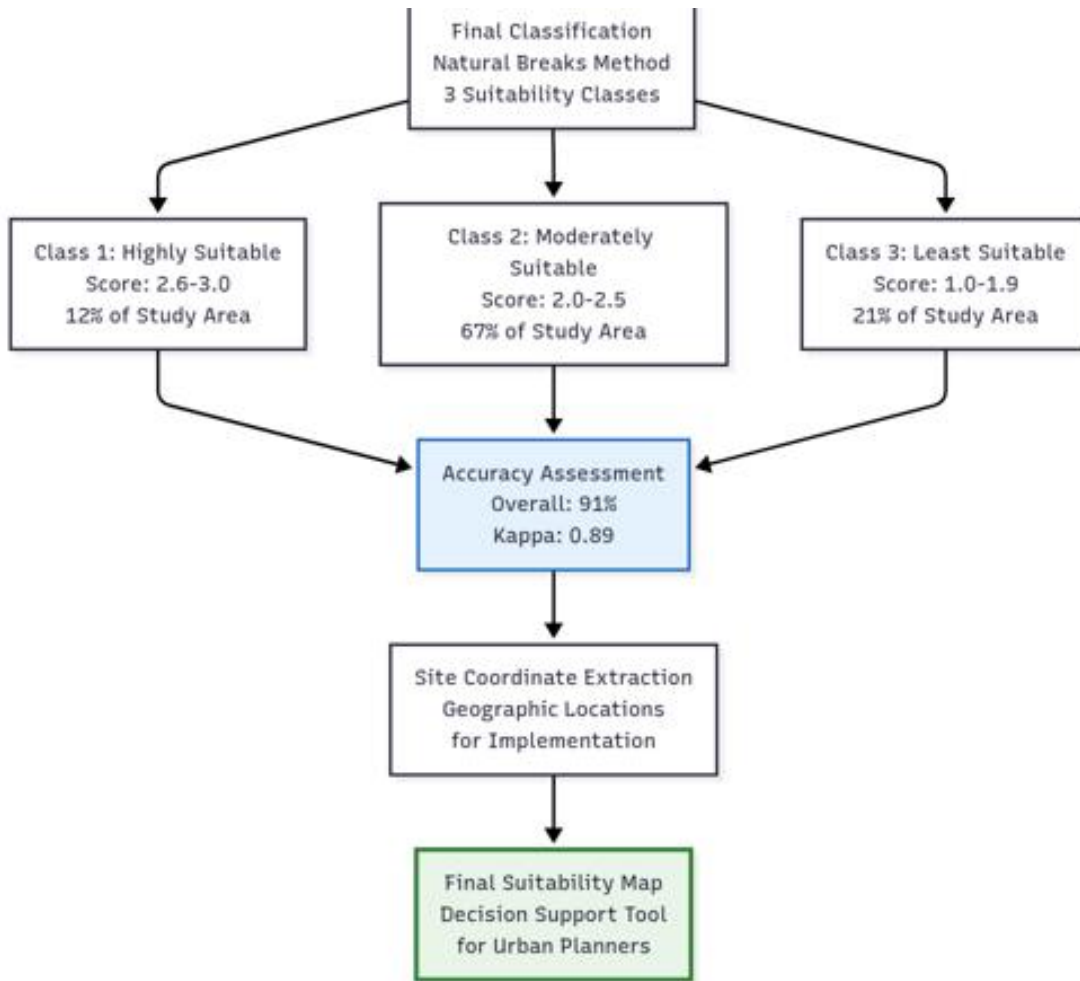 Final Classification
Natural Breaks Method
3 Suitability Classes
Class 1: Highly Suitable
Score: 2.6-3.0
12% of Study Area
Class 2: Moderately
Suitable
Score: 2.0-2.5
67% of Study Area
Class 3: Least Suitable
Score: 1.0-1.9
21% of Study Area
Accuracy Assessment
Overall: 91%
Kappa: 0.89
Site Coordinate Extraction
Geographic Locations
for Implementation
Final Suitability Map
Decision Support Tool
for Urban Planners